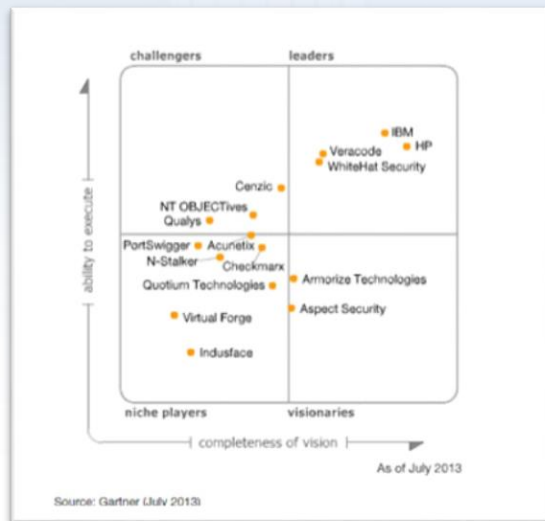 challengers
leaders
IBM
HP
Veracode
WhiteHat Security
Cenzic
NT OBJECTives
Qualys
PortSwigger
Acunetix
N-Stalker
Checkmarx
Quotium Technologies
Armorize Technologies
Aspect Security
Virtual Forge
Indusface
niche players
visionaries
ability to execute
completeness of vision
As of July 2013
Source: Gartner (July 2013)